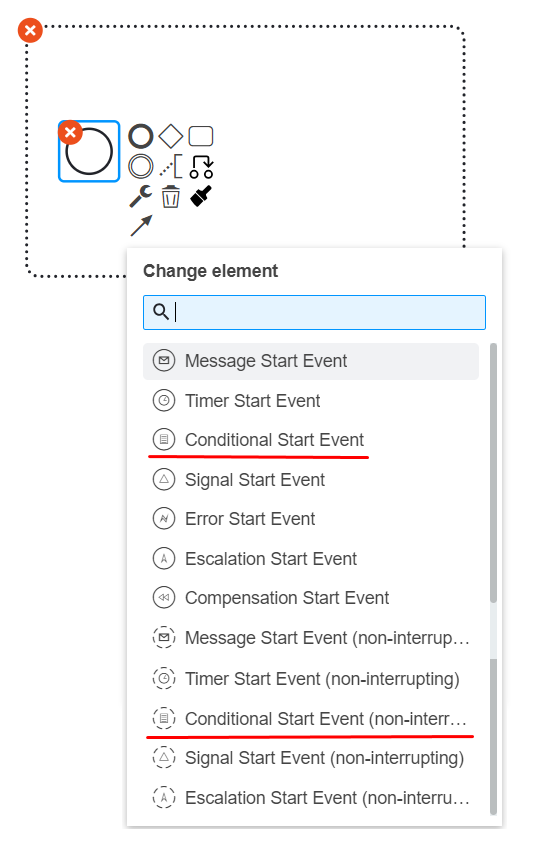 Change element
Message Start Event
Timer Start Event
Conditional Start Event
Signal Start Event
Error Start Event
Escalation Start Event
Compensation Start Event
Message Start Event (non-interrup…
Timer Start Event (non-interrupting)
Conditional Start Event (non-interr…
Signal Start Event (non-interrupting)
Escalation Start Event (non-interru…